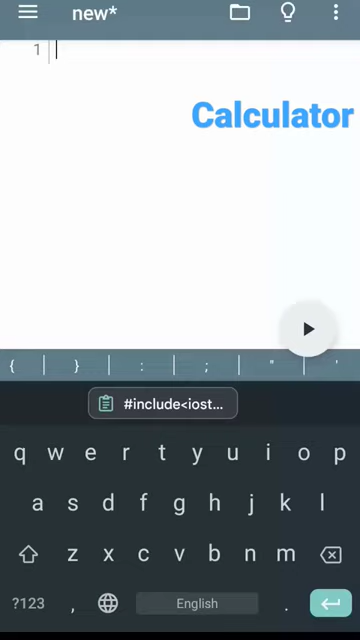 new*
1
Calculator
{ } : ; " '
#include<iost...
q w e r t y u i o p
a s d f g h j k l
z x c v b n m
?123 , English .